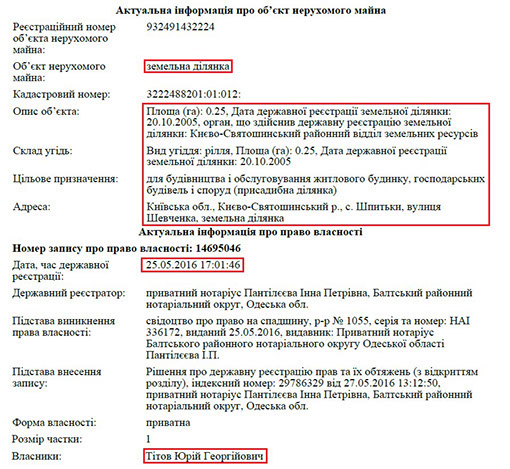 Актуальна інформація про об’єкт нерухомого майна
Реєстраційний номер об’єкта нерухомого майна: 932491432224
Об’єкт нерухомого майна: земельна ділянка
Кадастровий номер: 3222488201:01:012:
Опис об’єкта: Площа (га): 0.25, Дата державної реєстрації земельної ділянки:
20.10.2005, орган, що здійснив державну реєстрацію земельної
ділянки: Києво-Святошинський районний відділ земельних ресурсів
Склад угідь: Вид угіддя: рілля, Площа (га): 0.25, Дата державної реєстрації
земельної ділянки: 20.10.2005
Цільове призначення: для будівництва і обслуговування житлового будинку, господарських
будівель і споруд (присадибна ділянка)
Адреса: Київська обл., Києво-Святошинський р., с. Шпитьки, вулиця
Шевченка, земельна ділянка
Актуальна інформація про право власності
Номер запису про право власності: 14695046
Дата, час державної реєстрації: 25.05.2016 17:01:46
Державний реєстратор: приватний нотаріус Пантілєєва Інна Петрівна, Балтський районний
нотаріальний округ, Одеська обл.
Підстава виникнення права власності: свідоцтво про право на спадщину, р-р № 1055, серія та номер: НАІ
336172, виданий 25.05.2016, видавник: Приватний нотаріус
Балтського районного нотаріального округу Одеської області
Пантілєєва І.П.
Підстава внесення запису: Рішення про державну реєстрацію прав та їх обтяжень (з відкриттям
розділу), індексний номер: 29786329 від 27.05.2016 13:12:50,
приватний нотаріус Пантілєєва Інна Петрівна, Балтський районний
нотаріальний округ, Одеська обл.
Форма власності: приватна
Розмір частки: 1
Власники: Тітов Юрій Георгійович